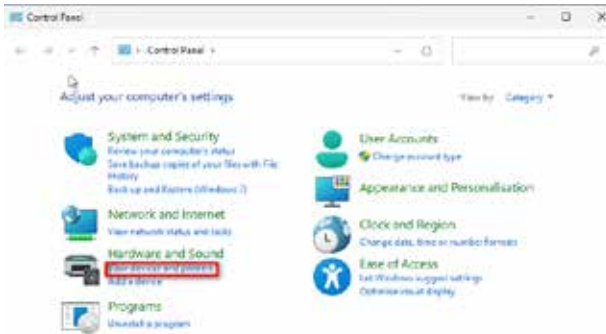 Control Panel
Control Panel
Adjust your computer's settings
View by: Category
System and Security
Review your computer's status
Save backup copies of your files with File
History
Back up and Restore (Windows 7)
Network and Internet
View network status and tasks
Hardware and Sound
View devices and printers
Add a device
Programs
Uninstall a program
User Accounts
Change account type
Appearance and Personalisation
Clock and Region
Change date, time or number formats
Ease of Access
Let Windows suggest settings
Optimise visual display